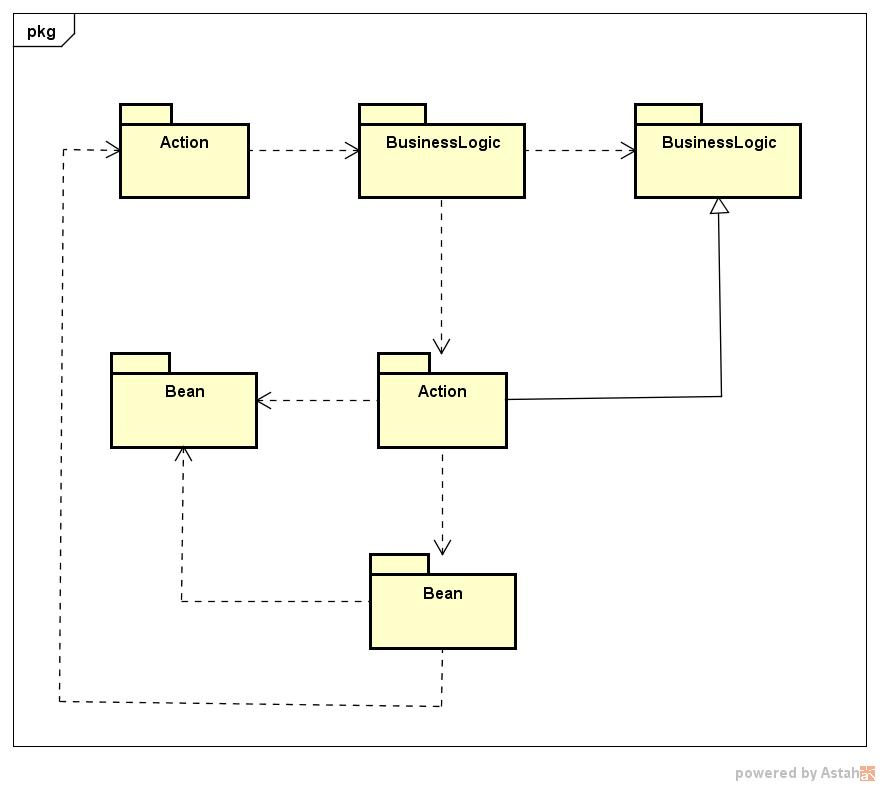 pkg
Action
BusinessLogic
BusinessLogic
Bean
Action
Bean
powered by Astah